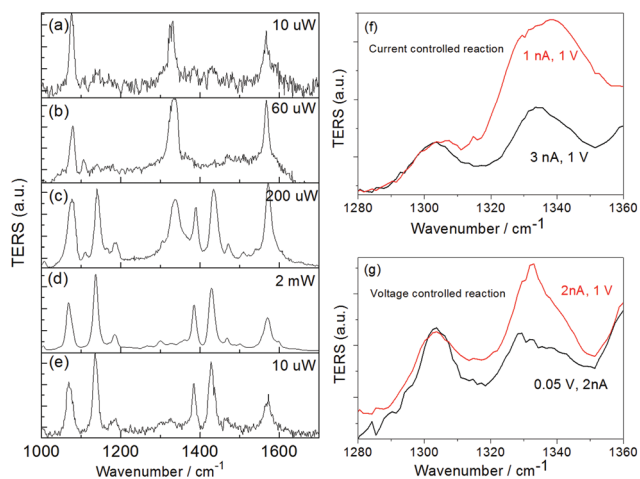 (a) 10 uW
(b) 60 uW
(c) 200 uW
(d) 2 mW
(e) 10 uW
TERS (a.u.)
1000 1200 1400 1600
Wavenumber / cm⁻¹
(f)
Current controlled reaction
1 nA, 1 V
3 nA, 1 V
TERS (a.u.)
1280 1300 1320 1340 1360
Wavenumber / cm⁻¹
(g)
Voltage controlled reaction
2nA, 1 V
0.05 V, 2nA
TERS (a.u.)
1280 1300 1320 1340 1360
Wavenumber / cm⁻¹